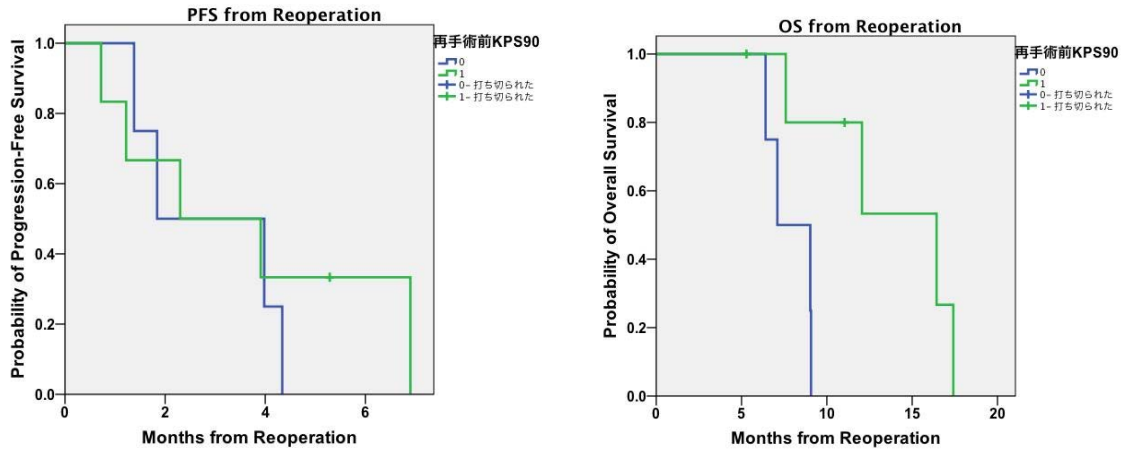 PFS from Reoperation
Probability of Progression-Free Survival
1.0
0.8
0.6
0.4
0.2
0.0
0
2
4
6
Months from Reoperation
再手術前KPS90
0
1
0- 打ち切られた
1- 打ち切られた
OS from Reoperation
Probability of Overall Survival
1.0
0.8
0.6
0.4
0.2
0.0
0
5
10
15
20
Months from Reoperation
再手術前KPS90
0
1
0- 打ち切られた
1- 打ち切られた